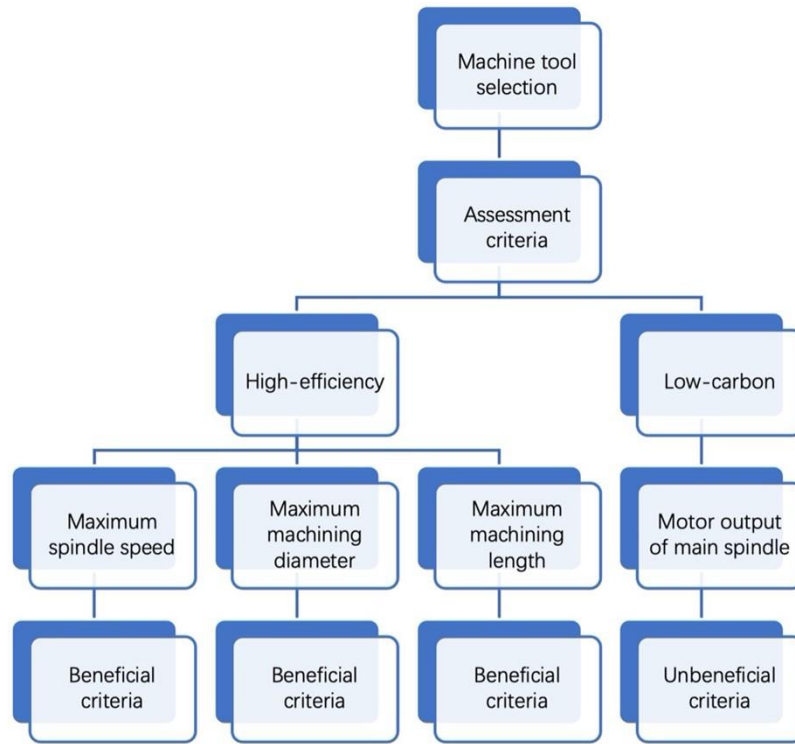 Machine tool
selection
Assessment
criteria
High-efficiency
Low-carbon
Maximum
spindle speed
Maximum
machining
diameter
Maximum
machining
length
Motor output
of main spindle
Beneficial
criteria
Beneficial
criteria
Beneficial
criteria
Unbeneficial
criteria